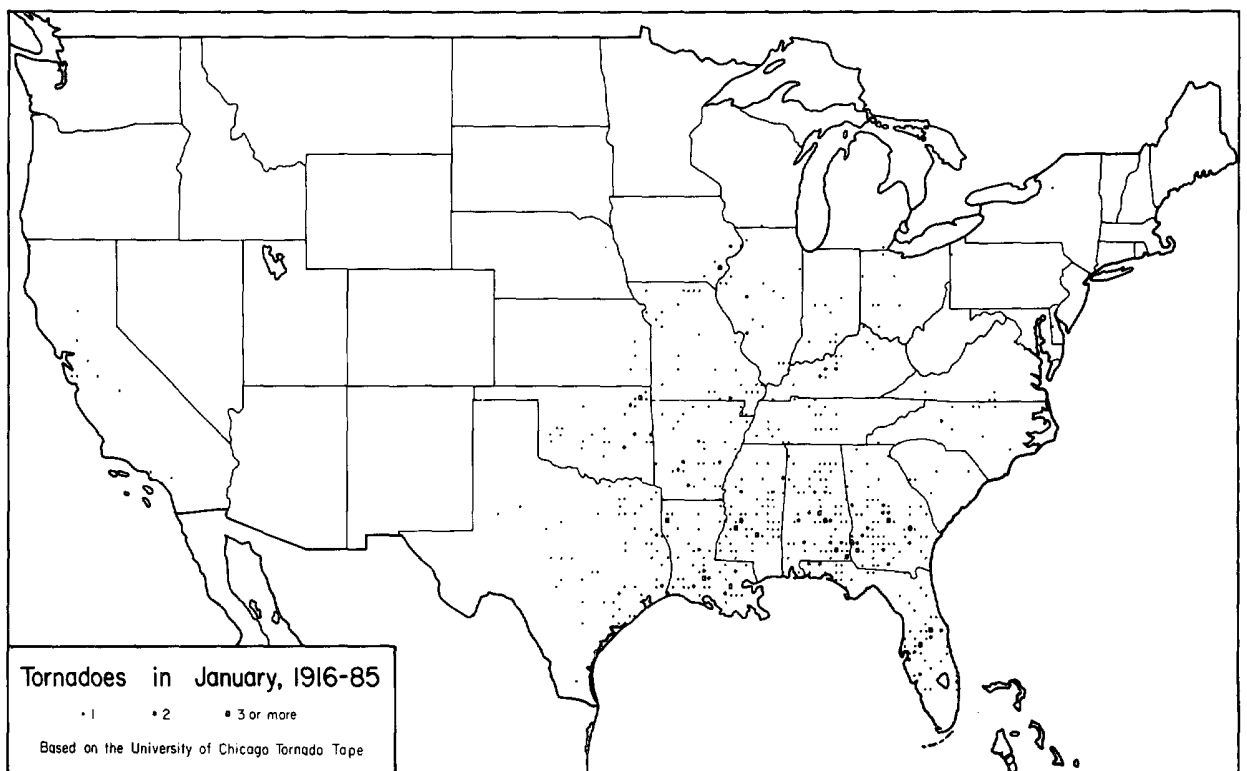 Tornadoes in January, 1916-85
1 2 3 or more
Based on the University of Chicago Tornado Tape